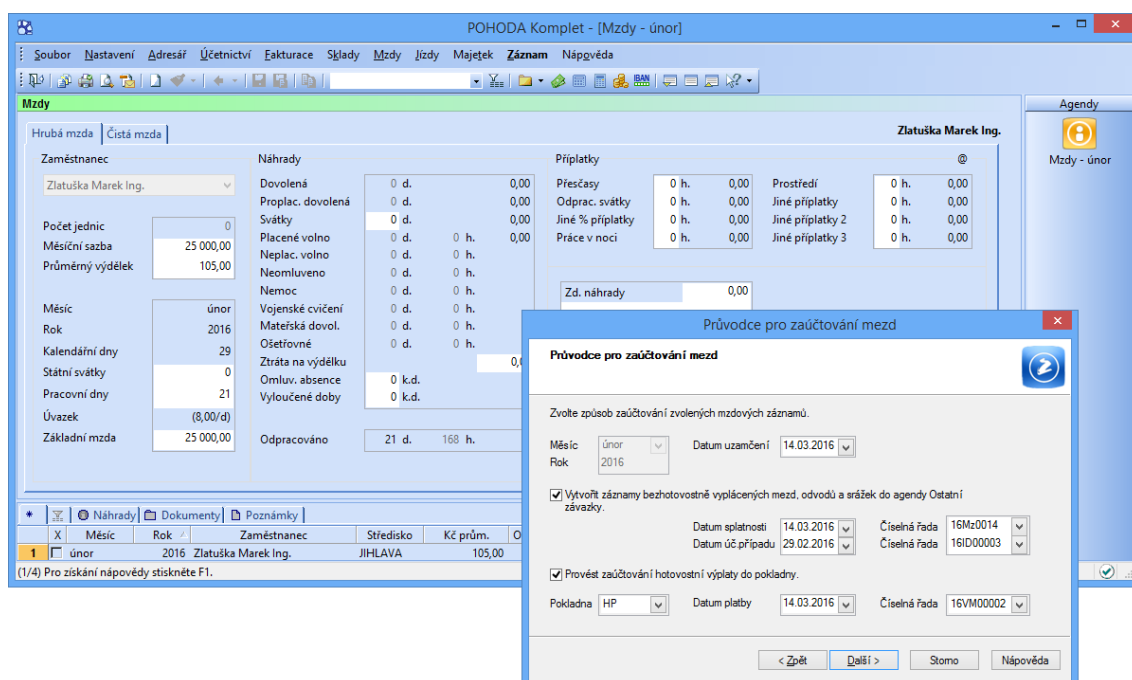 POHODA Komplet - [Mzdy - únor]
Soubor Nastavení Adresář Účetnictví Fakturace Sklady Mzdy Jízdy Majetek Záznam Nápověda
IBAN
Mzdy
Agendy
Hrubá mzda Čistá mzda Zlatuška Marek Ing.
Mzdy - únor
Zaměstnanec Náhrady Příplatky @
Zlatuška Marek Ing. Dovolená 0 d. 0,00 Přesčasy 0 h. 0,00 Prostředí 0 h. 0,00
Proplac. dovolená 0 d. 0,00 Odprac. svátky 0 h. 0,00 Jiné příplatky 0 h. 0,00
Počet jednic 0 Svátky 0 d. 0,00 Jiné % příplatky 0 h. 0,00 Jiné příplatky 2 0 h. 0,00
Měsíční sazba 25 000,00 Placené volno 0 d. 0 h. 0,00 Práce v noci 0 h. 0,00 Jiné příplatky 3 0 h. 0,00
Neplac. volno 0 d. 0 h.
Průměrný výdělek 105,00 Neomluveno 0 d. 0 h.
Nemoc 0 d. 0 h. Zd. náhrady 0,00
Měsíc únor Vojenské cvičení 0 d. 0 h.
Rok 2016 Mateřská dovol. 0 d. 0 h.
Kalendářní dny 29 Ošetřovné 0 d. 0 h.
Státní svátky 0 Ztráta na výdělku
Pracovní dny 21 Omluv. absence 0 k.d.
Vyloučené doby 0 k.d.
Úvazek (8,00/d)
Základní mzda 25 000,00 Odpracováno 21 d. 168 h.
* Náhrady Dokumenty Poznámky
X Měsíc Rok Zaměstnanec Středisko Kč prům.
1 únor 2016 Zlatuška Marek Ing. JIHLAVA 105,00
(1/4) Pro získání nápovědy stiskněte F1.
Průvodce pro zaúčtování mezd
Průvodce pro zaúčtování mezd
Zvolte způsob zaúčtování zvolených mzdových záznamů.
Měsíc únor Datum uzamčení 14.03.2016
Rok 2016
Vytvořit záznamy bezhotovostně vyplácených mezd, odvodů a srážek do agendy Ostatní
závazky.
Datum splatnosti 14.03.2016 Číselná řada 16Mz0014
Datum úč.případu 29.02.2016 Číselná řada 16ID00003
Provést zaúčtování hotovostní výplaty do pokladny.
Pokladna HP Datum platby 14.03.2016 Číselná řada 16VM00002
< Zpět Další > Storno Nápověda